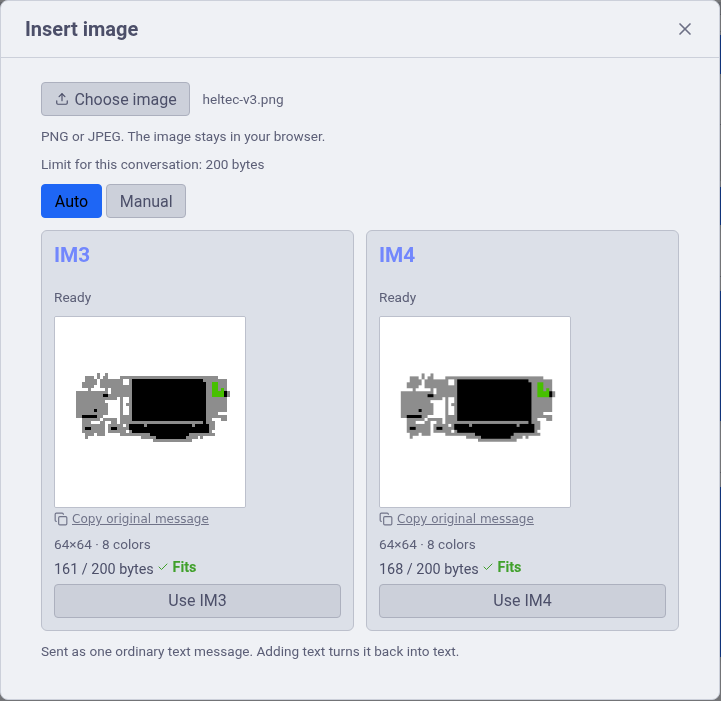 Insert image
Choose image heltec-v3.png
PNG or JPEG. The image stays in your browser.
Limit for this conversation: 200 bytes
Auto Manual
IM3
Ready
Copy original message
64×64 · 8 colors
161 / 200 bytes ✓ Fits
Use IM3
IM4
Ready
Copy original message
64×64 · 8 colors
168 / 200 bytes ✓ Fits
Use IM4
Sent as one ordinary text message. Adding text turns it back into text.